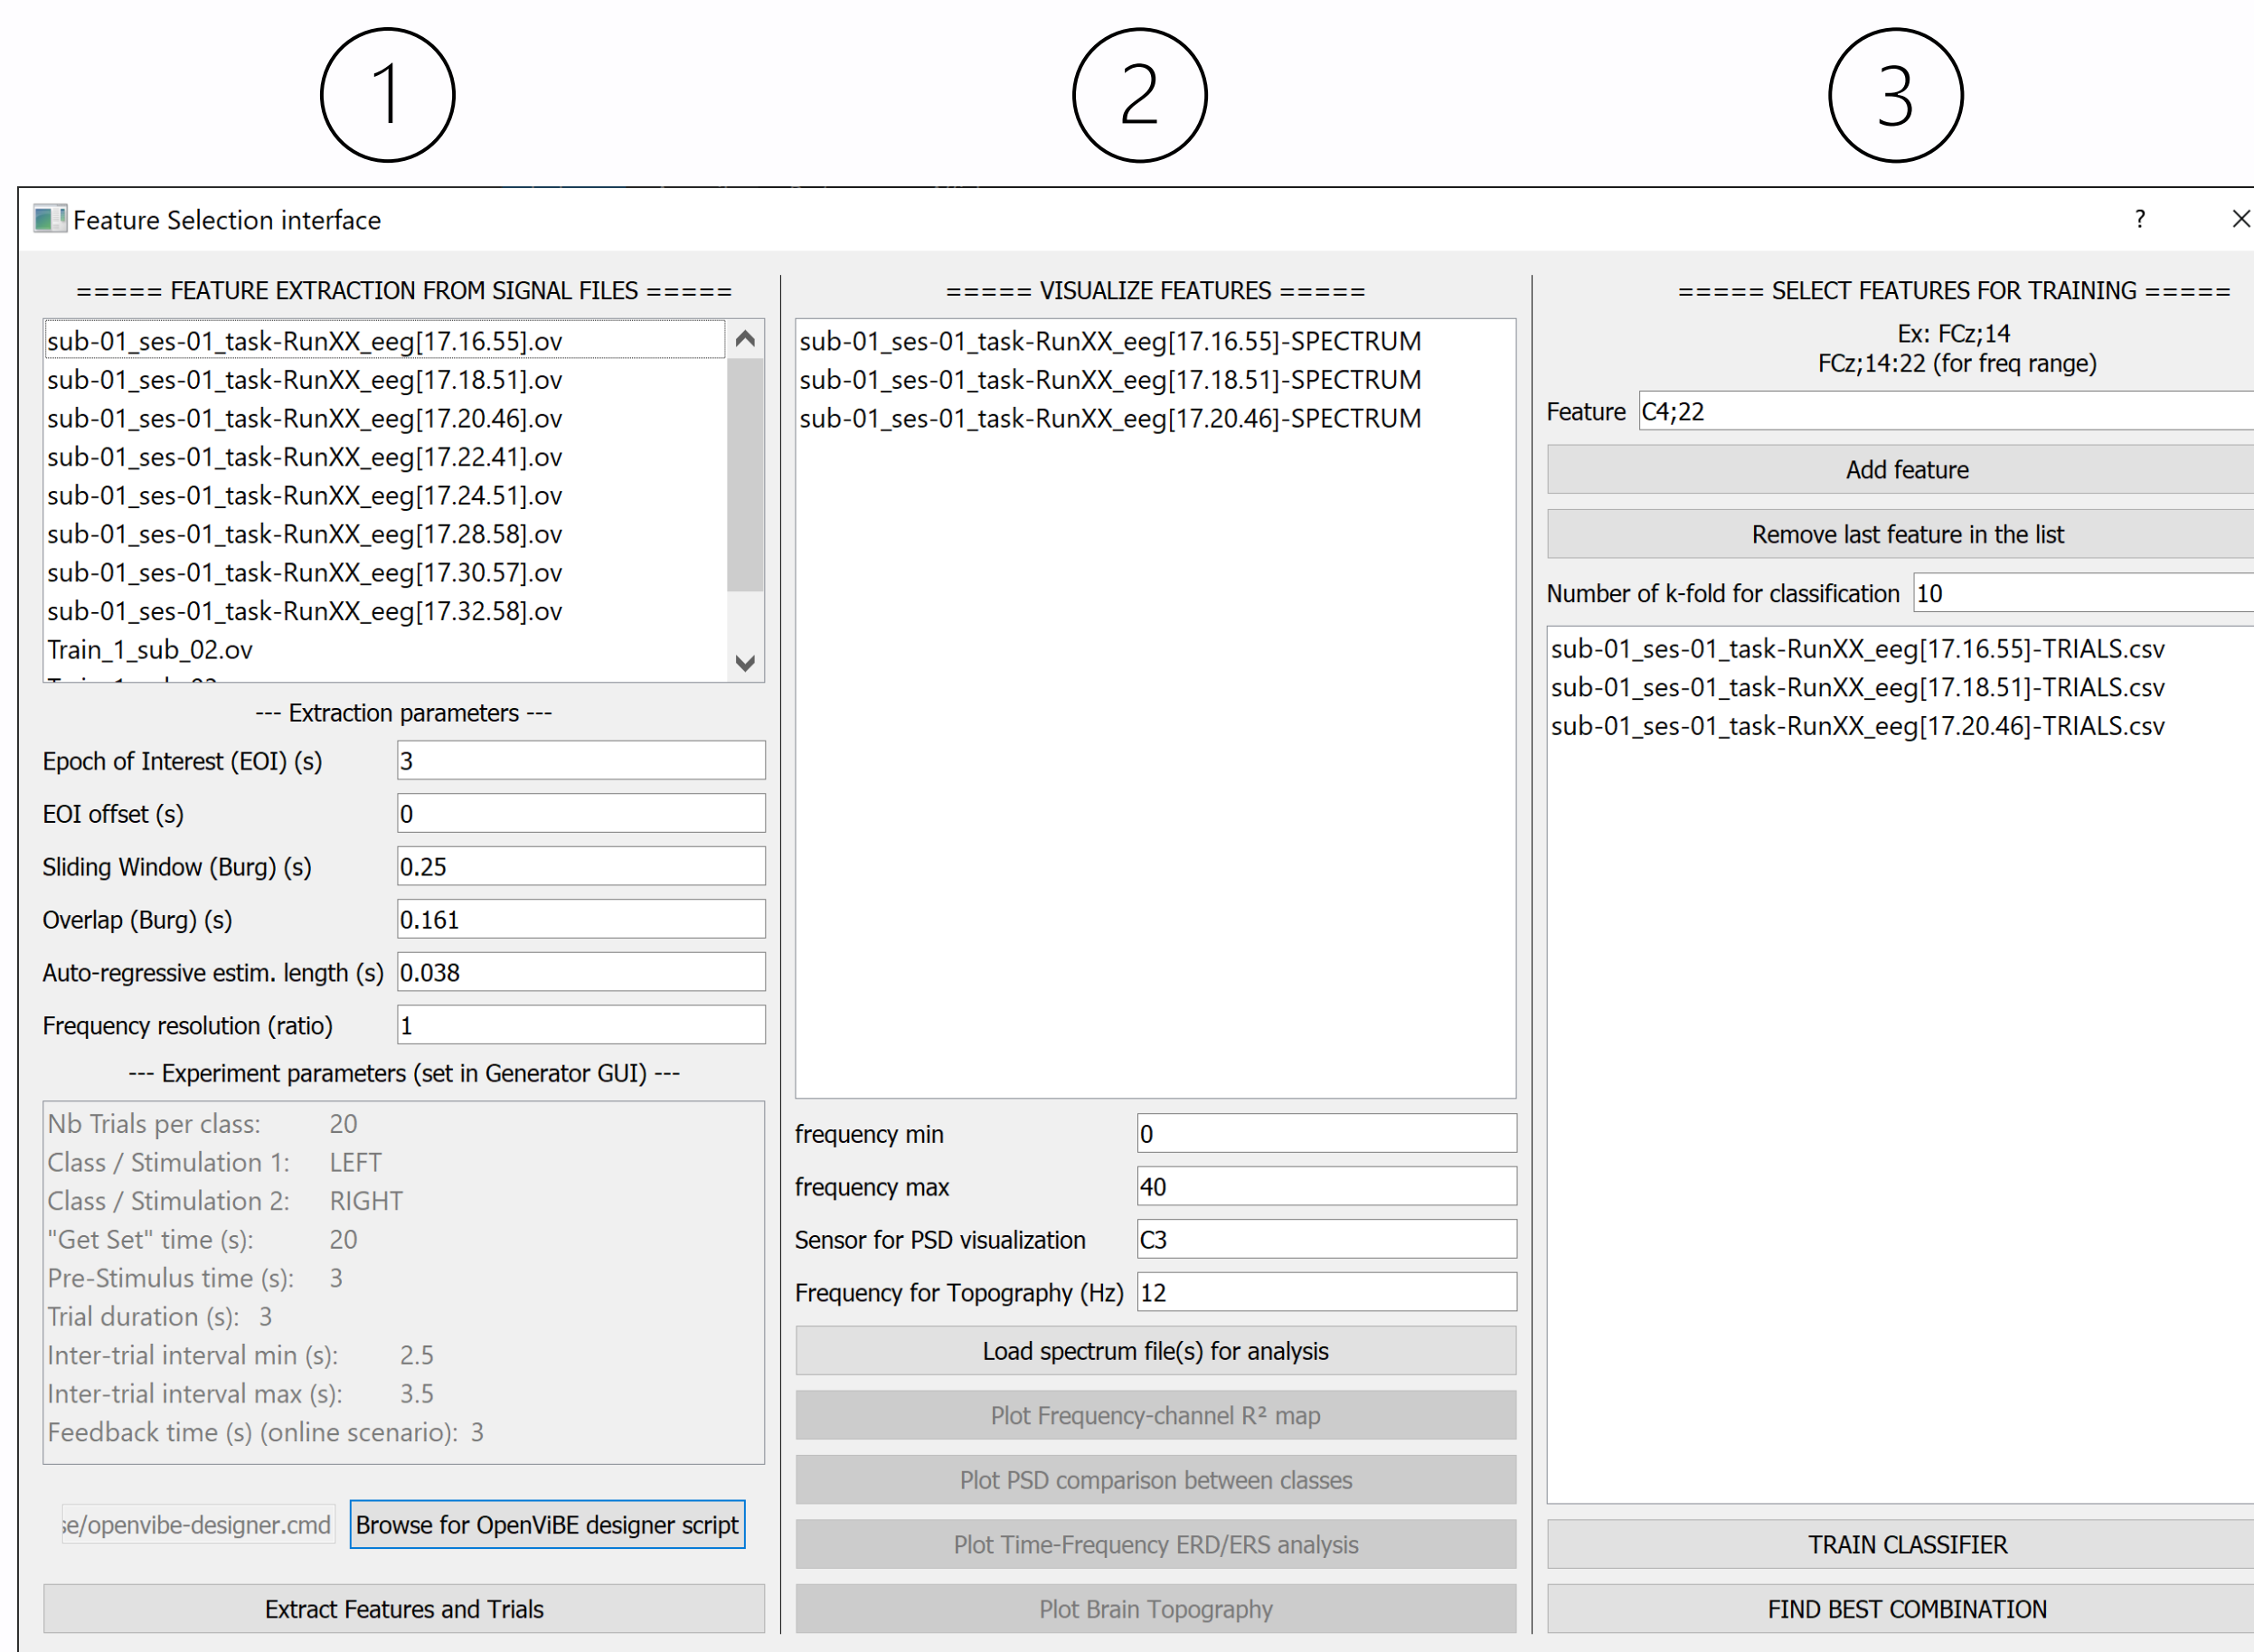 1
2
3
Feature Selection interface
?
===== FEATURE EXTRACTION FROM SIGNAL FILES =====
sub-01_ses-01_task-RunXX_eeg[17.16.55].ov
sub-01_ses-01_task-RunXX_eeg[17.18.51].ov
sub-01_ses-01_task-RunXX_eeg[17.20.46].ov
sub-01_ses-01_task-RunXX_eeg[17.22.41].ov
sub-01_ses-01_task-RunXX_eeg[17.24.51].ov
sub-01_ses-01_task-RunXX_eeg[17.28.58].ov
sub-01_ses-01_task-RunXX_eeg[17.30.57].ov
sub-01_ses-01_task-RunXX_eeg[17.32.58].ov
Train_1_sub_02.ov
--- Extraction parameters ---
Epoch of Interest (EOI) (s) 3
EOI offset (s) 0
Sliding Window (Burg) (s) 0.25
Overlap (Burg) (s) 0.161
Auto-regressive estim. length (s) 0.038
Frequency resolution (ratio) 1
--- Experiment parameters (set in Generator GUI) ---
Nb Trials per class: 20
Class / Stimulation 1: LEFT
Class / Stimulation 2: RIGHT
"Get Set" time (s): 20
Pre-Stimulus time (s): 3
Trial duration (s): 3
Inter-trial interval min (s): 2.5
Inter-trial interval max (s): 3.5
Feedback time (s) (online scenario): 3
se/openvibe-designer.cmd Browse for OpenViBE designer script
Extract Features and Trials
===== VISUALIZE FEATURES =====
sub-01_ses-01_task-RunXX_eeg[17.16.55]-SPECTRUM
sub-01_ses-01_task-RunXX_eeg[17.18.51]-SPECTRUM
sub-01_ses-01_task-RunXX_eeg[17.20.46]-SPECTRUM
frequency min 0
frequency max 40
Sensor for PSD visualization C3
Frequency for Topography (Hz) 12
Load spectrum file(s) for analysis
Plot Frequency-channel R² map
Plot PSD comparison between classes
Plot Time-Frequency ERD/ERS analysis
Plot Brain Topography
===== SELECT FEATURES FOR TRAINING =====
Ex: FCz;14
FCz;14:22 (for freq range)
Feature C4;22
Add feature
Remove last feature in the list
Number of k-fold for classification 10
sub-01_ses-01_task-RunXX_eeg[17.16.55]-TRIALS.csv
sub-01_ses-01_task-RunXX_eeg[17.18.51]-TRIALS.csv
sub-01_ses-01_task-RunXX_eeg[17.20.46]-TRIALS.csv
TRAIN CLASSIFIER
FIND BEST COMBINATION